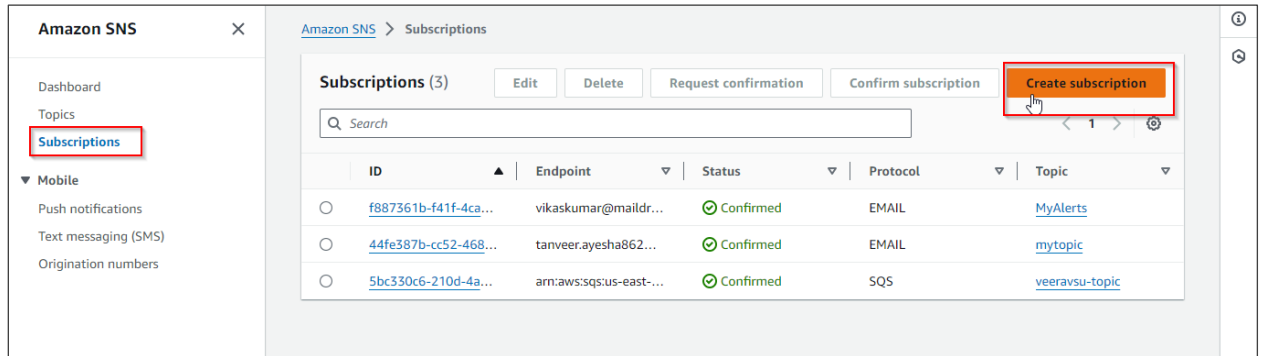 Amazon SNS
Dashboard
Topics
Subscriptions
Mobile
Push notifications
Text messaging (SMS)
Origination numbers
Amazon SNS > Subscriptions
Subscriptions (3) Edit Delete Request confirmation Confirm subscription Create subscription
Search
1
ID Endpoint Status Protocol Topic
f887361b-f41f-4ca... vikaskumar@maildr... Confirmed EMAIL MyAlerts
44fe387b-cc52-468... tanveer.ayesha862... Confirmed EMAIL mytopic
5bc330c6-210d-4a... arn:aws:sqs:us-east-... Confirmed SQS veeravsu-topic